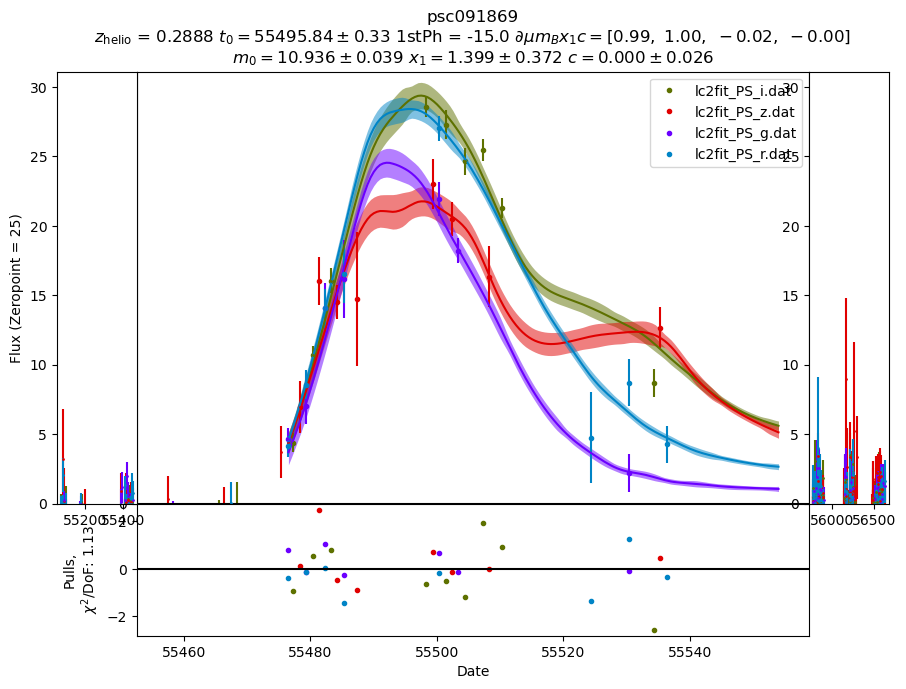 psc091869
z_helio = 0.2888 t_0 = 55495.84 ± 0.33 1stPh = -15.0 ∂μm_Bx_1c = [0.99, 1.00, −0.02, −0.00]
m_0 = 10.936 ± 0.039 x_1 = 1.399 ± 0.372 c = 0.000 ± 0.026
lc2fit_PS_i.dat
lc2fit_PS_z.dat
lc2fit_PS_g.dat
lc2fit_PS_r.dat
Flux (Zeropoint = 25)
30
25
20
15
10
5
0
30
25
20
15
10
5
0
55200
55400
56000
56500
Pulls,
χ²/DoF: 1.13
2
0
−2
55460
55480
55500
55520
55540
Date